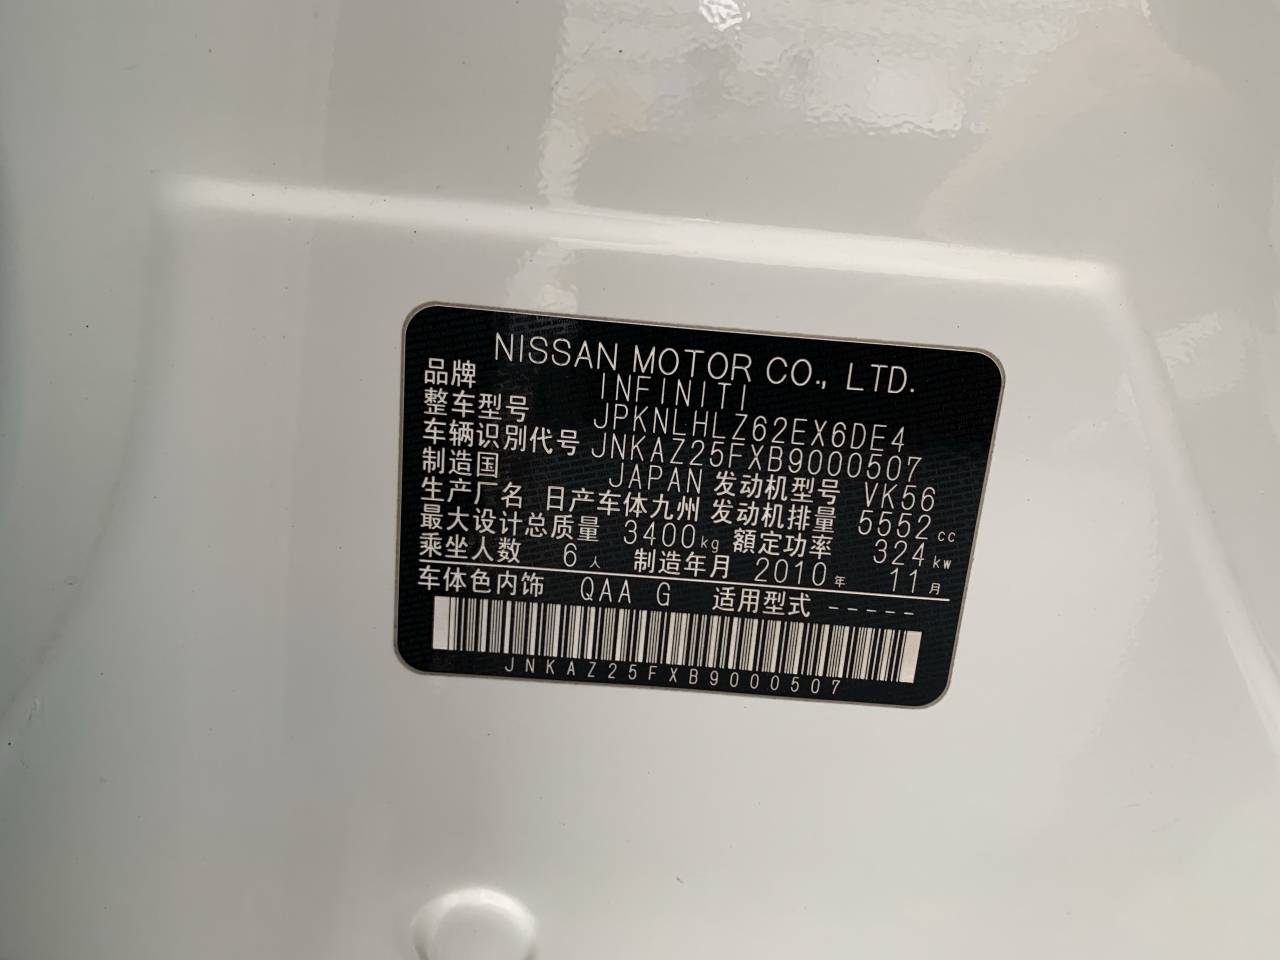 NISSAN MOTOR CO., LTD.
品牌 INFINITI
整车型号 JPKNLHLZ62EX6DE4
车辆识别代号 JNKAZ25FXB9000507
制造国 JAPAN 发动机型号 VK56
生产厂名 日产车体九州 发动机排量 5552cc
最大设计总质量 3400kg 額定功率 324kw
乘坐人数 6人 制造年月 2010年 11月
车体色内饰 QAA G 适用型式 -----
JNKAZ25FXB9000507